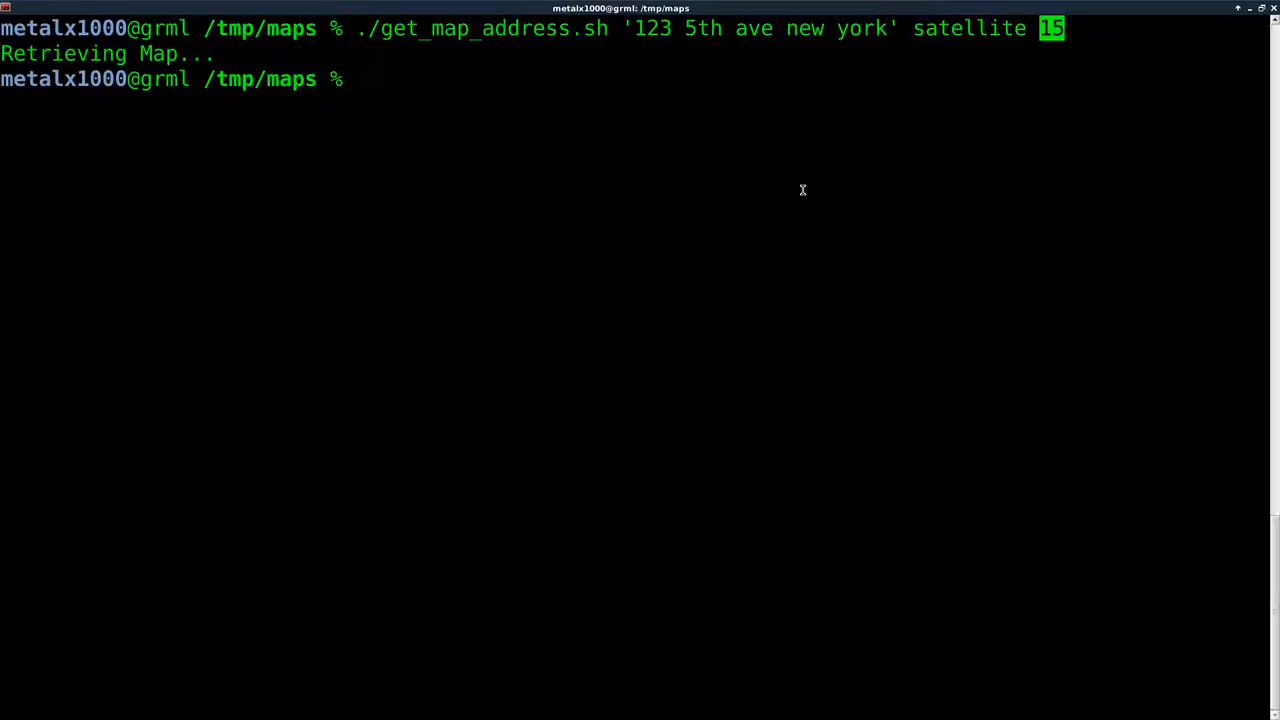 metalx1000@grml: /tmp/maps
metalx1000@grml /tmp/maps % ./get_map_address.sh '123 5th ave new york' satellite 15
Retrieving Map...
metalx1000@grml /tmp/maps %